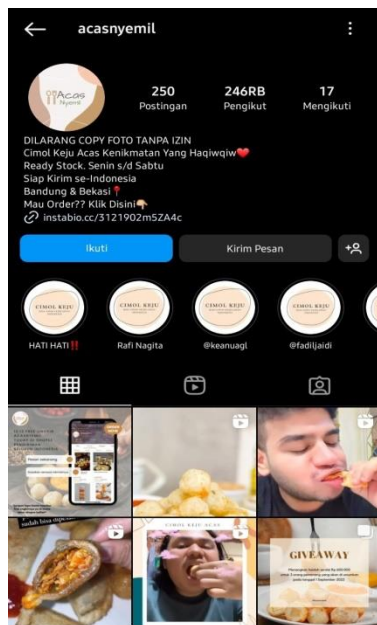 acasnyemil
Acas
Nyemil
250
Postingan
246RB
Pengikut
17
Mengikuti
DILARANG COPY FOTO TANPA IZIN
Cimol Keju Acas Kenikmatan Yang Haqiwqiw❤️
Ready Stock. Senin s/d Sabtu
Siap Kirim se-Indonesia
Bandung & Bekasi📍
Mau Order?? Klik Disini👇🏻
instabio.cc/3121902m5ZA4c
Ikuti
Kirim Pesan
CIMOL KEJU
CIMOL KEJU
CIMOL KEJU
CIMOL KEJU
HATI HATI‼️
Rafi Nagita
@keanuagl
@fadiljaidi
sudah bisa
CIMOL KEJU ACAS
GIVEAWAY